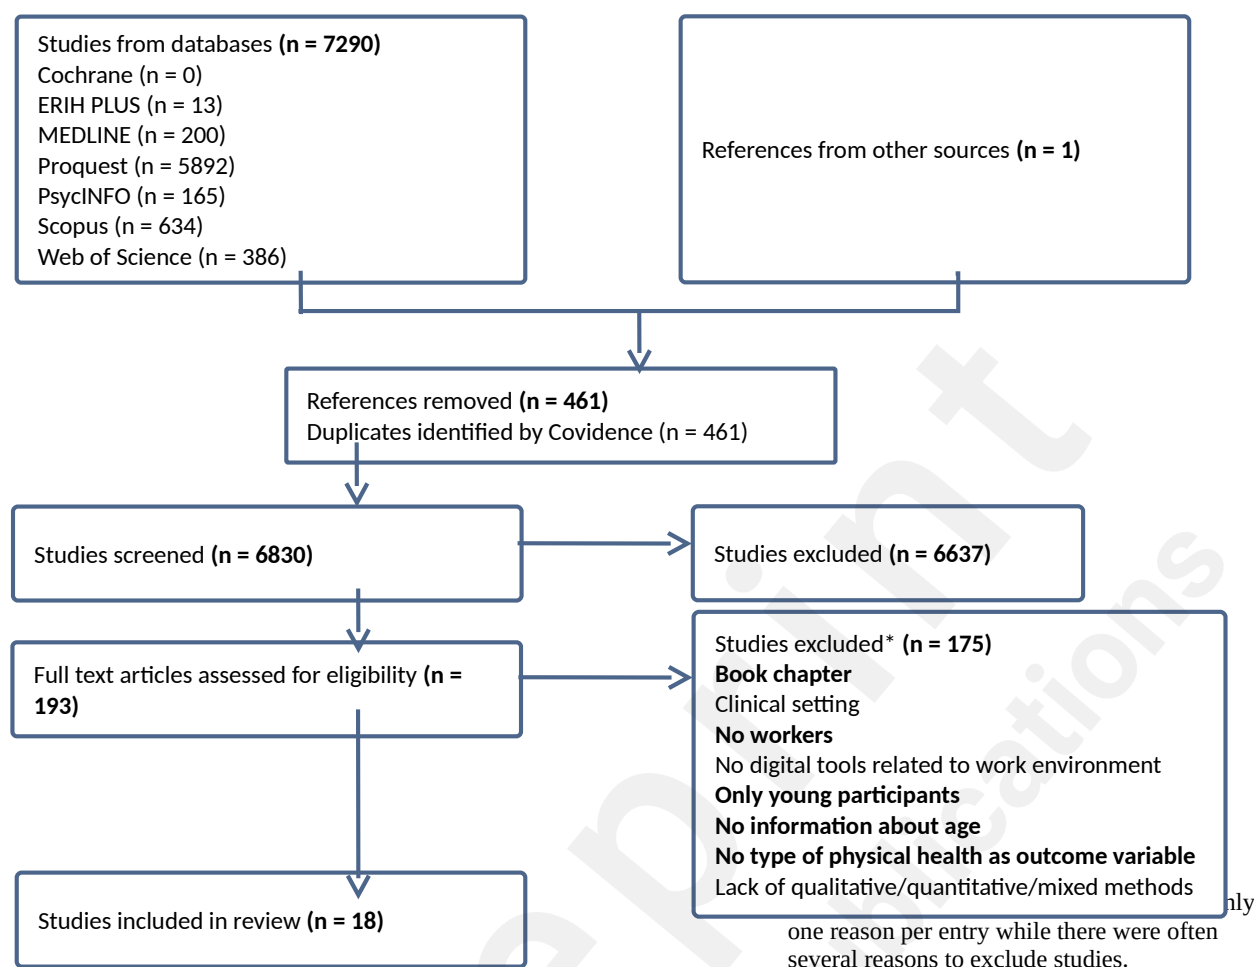 Studies from databases (n = 7290)
Cochrane (n = 0)
ERIH PLUS (n = 13)
MEDLINE (n = 200)
Proquest (n = 5892)
PsycINFO (n = 165)
Scopus (n = 634)
Web of Science (n = 386)
References from other sources (n = 1)
References removed (n = 461)
Duplicates identified by Covidence (n = 461)
Studies screened (n = 6830)
Studies excluded (n = 6637)
Full text articles assessed for eligibility (n =
193)
Studies excluded* (n = 175)
Book chapter
Clinical setting
No workers
No digital tools related to work environment
Only young participants
No information about age
No type of physical health as outcome variable
Lack of qualitative/quantitative/mixed methods
Studies included in review (n = 18)
one reason per entry while there were often
several reasons to exclude studies.